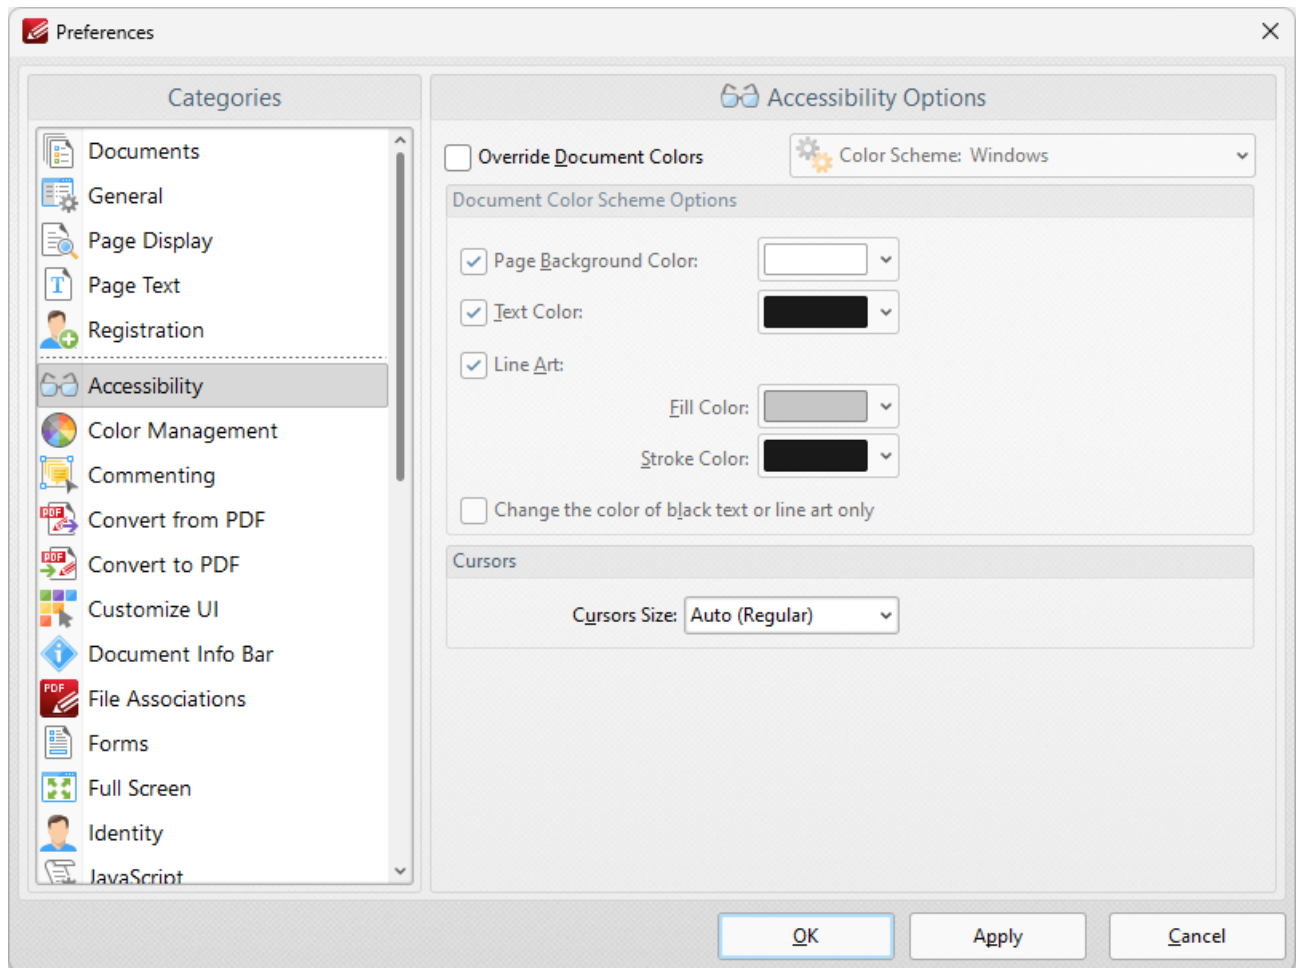 Preferences
Categories
Documents
General
Page Display
Page Text
Registration
Accessibility
Color Management
Commenting
Convert from PDF
Convert to PDF
Customize UI
Document Info Bar
File Associations
Forms
Full Screen
Identity
JavaScript
Accessibility Options
Override Document Colors
Color Scheme: Windows
Document Color Scheme Options
Page Background Color:
Text Color:
Line Art:
Fill Color:
Stroke Color:
Change the color of black text or line art only
Cursors
Cursors Size: Auto (Regular)
OK Apply Cancel